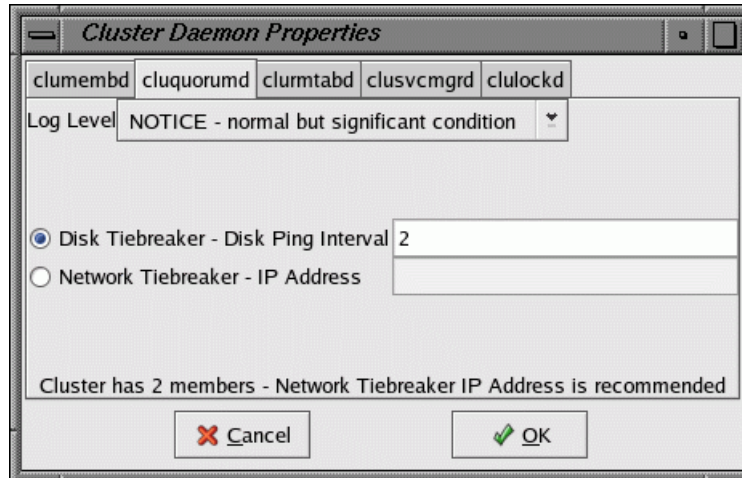 Cluster Daemon Properties
clumembd cluquorumd clurmtabd clusvcmgrd clulockd
Log Level NOTICE - normal but significant condition
Disk Tiebreaker - Disk Ping Interval 2
Network Tiebreaker - IP Address
Cluster has 2 members - Network Tiebreaker IP Address is recommended
Cancel OK